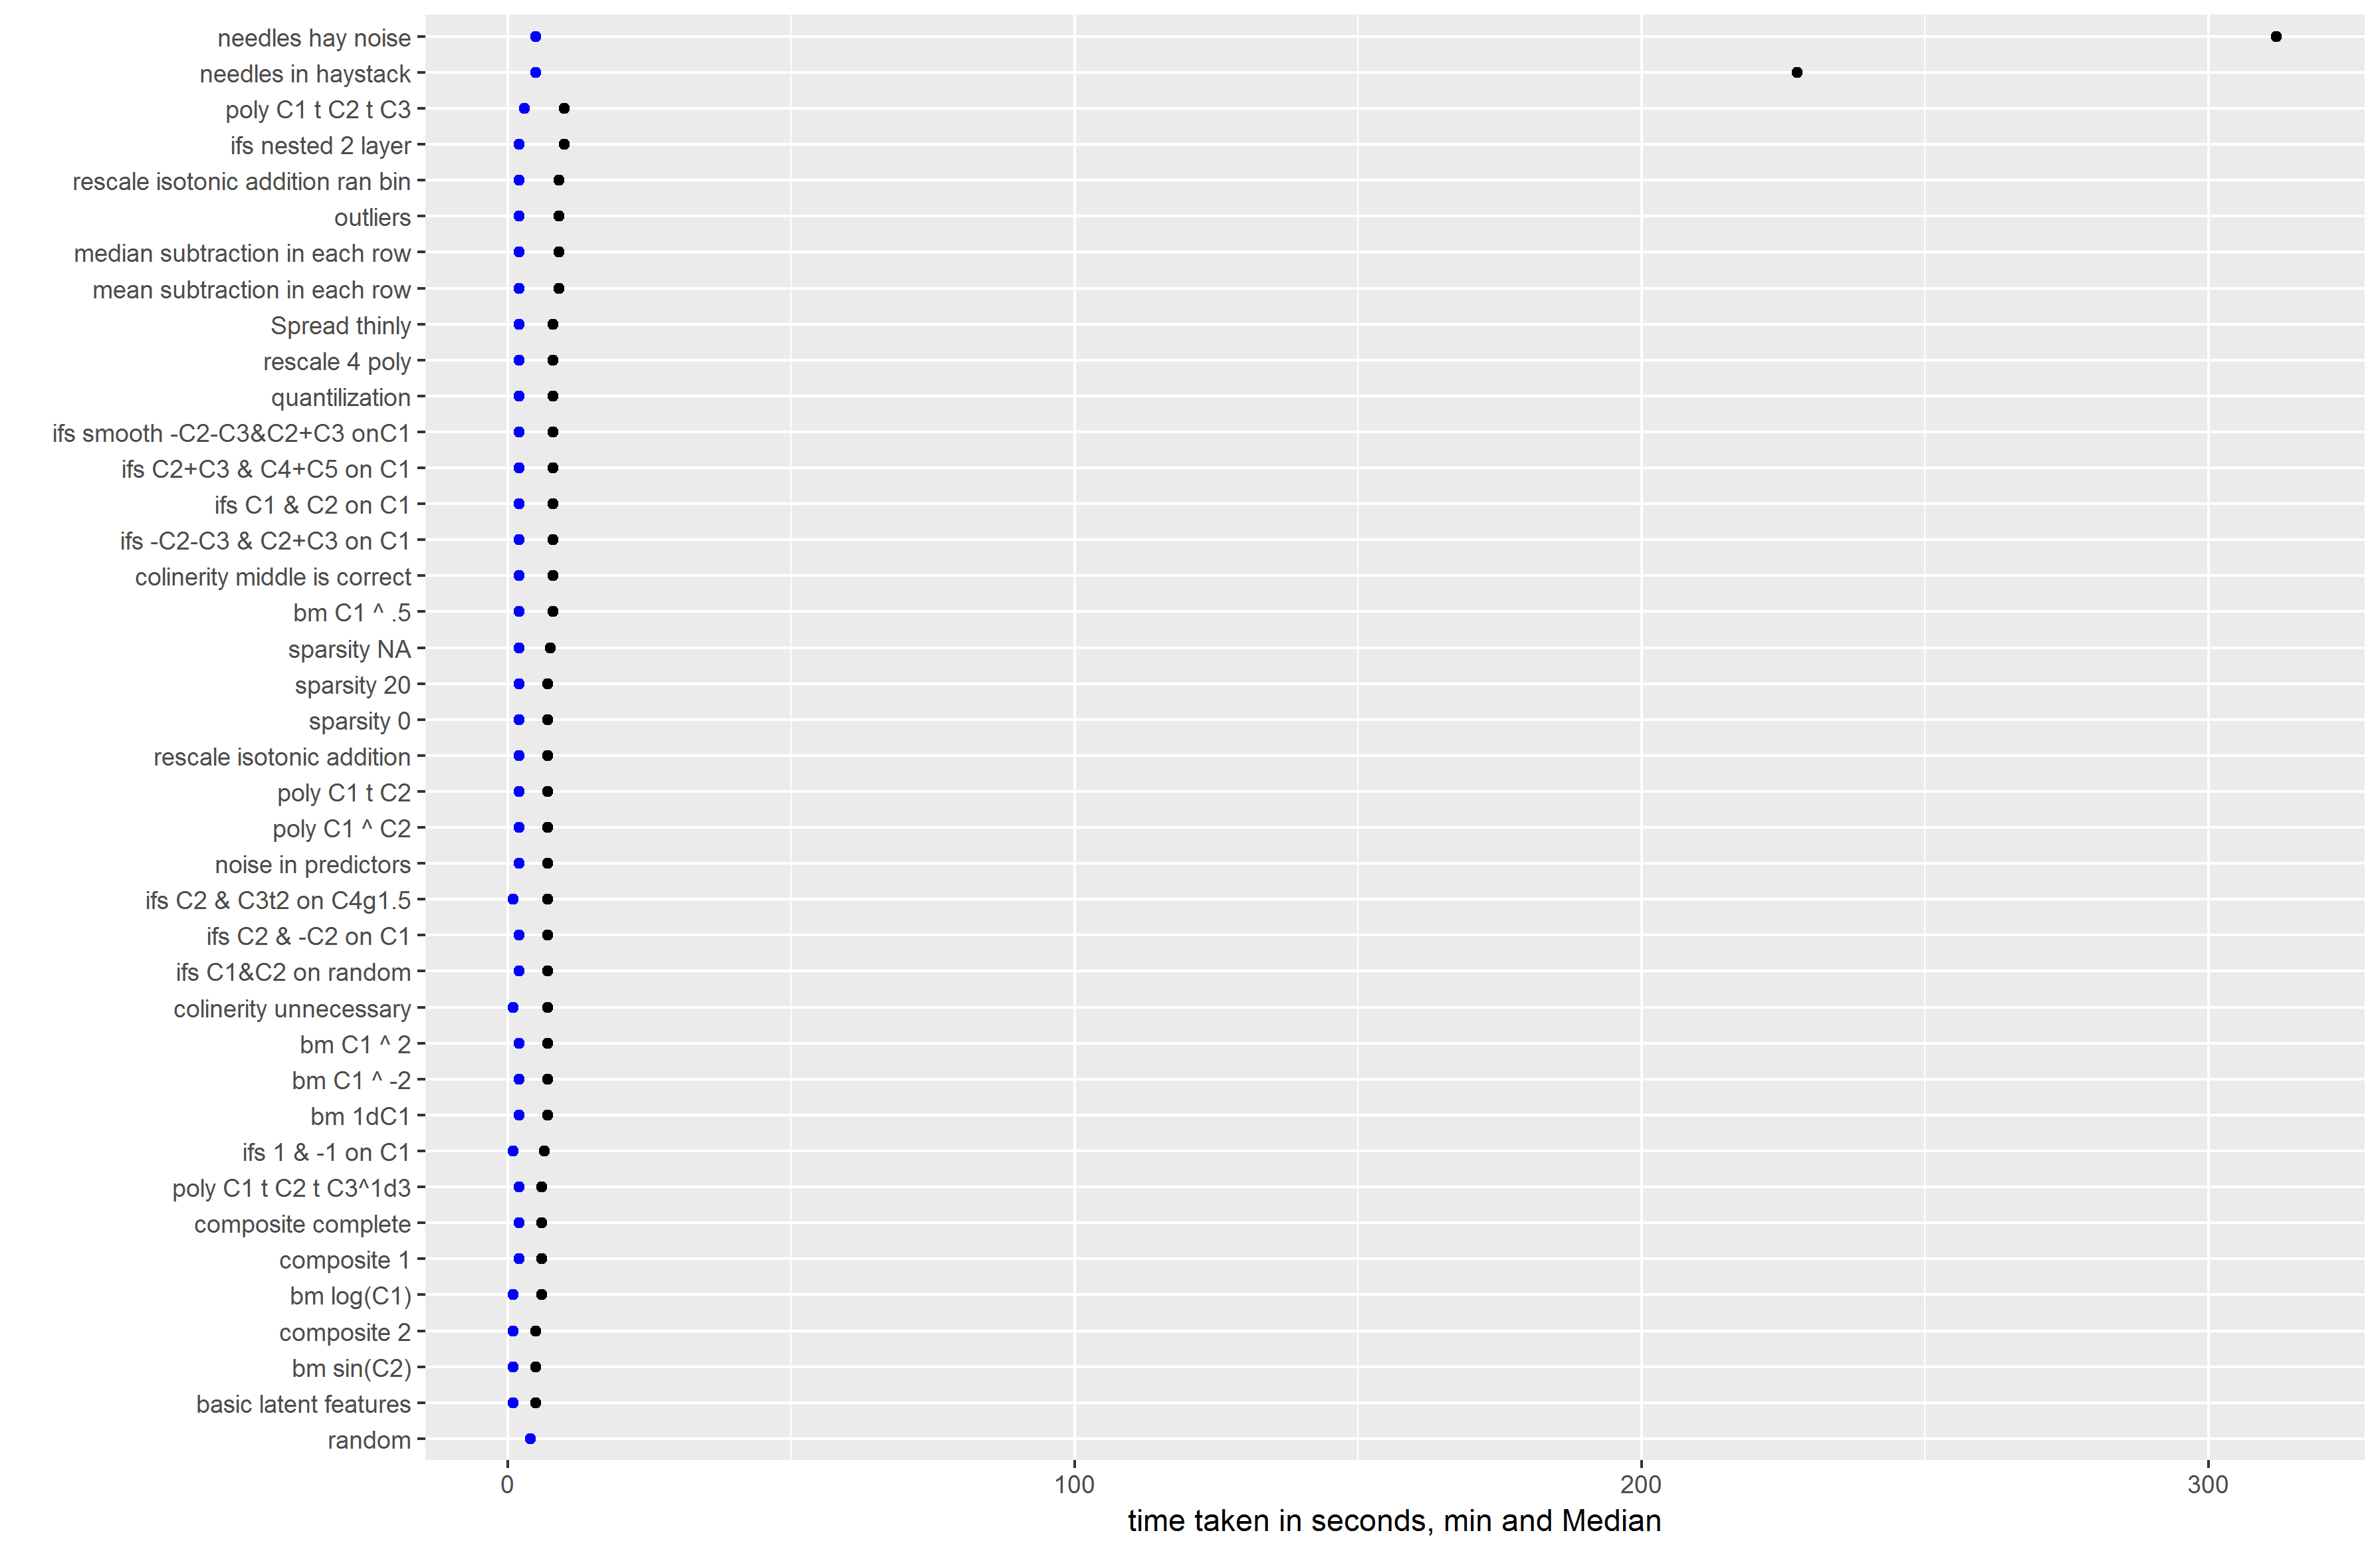 needles hay noise
needles in haystack
poly C1 t C2 t C3
ifs nested 2 layer
rescale isotonic addition ran bin
outliers
median subtraction in each row
mean subtraction in each row
Spread thinly
rescale 4 poly
quantilization
ifs smooth -C2-C3&C2+C3 onC1
ifs C2+C3 & C4+C5 on C1
ifs C1 & C2 on C1
ifs -C2-C3 & C2+C3 on C1
colinerity middle is correct
bm C1 ^ .5
sparsity NA
sparsity 20
sparsity 0
rescale isotonic addition
poly C1 t C2
poly C1 ^ C2
noise in predictors
ifs C2 & C3t2 on C4g1.5
ifs C2 & -C2 on C1
ifs C1&C2 on random
colinerity unnecessary
bm C1 ^ 2
bm C1 ^ -2
bm 1dC1
ifs 1 & -1 on C1
poly C1 t C2 t C3^1d3
composite complete
composite 1
bm log(C1)
composite 2
bm sin(C2)
basic latent features
random
0 100 200 300
time taken in seconds, min and Median